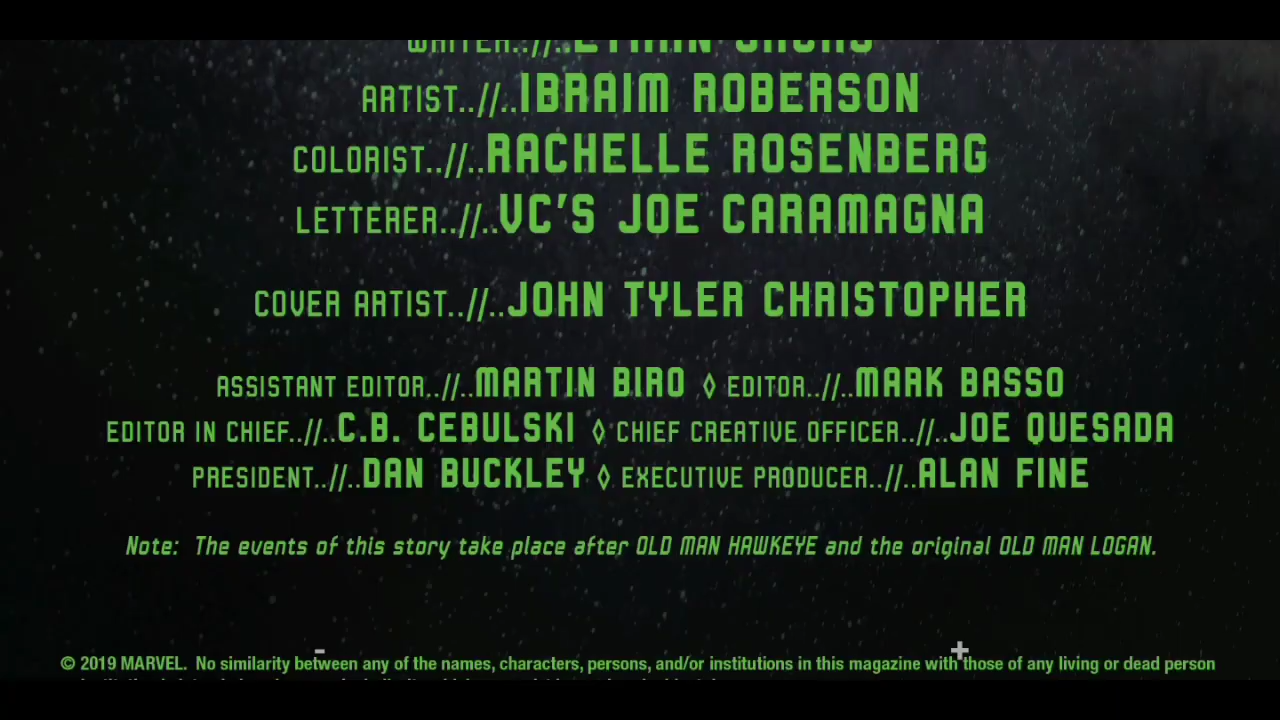 ARTIST..//..IBRAIM ROBERSON
COLORIST..//..RACHELLE ROSENBERG
LETTERER..//..VC'S JOE CARAMAGNA
COVER ARTIST..//..JOHN TYLER CHRISTOPHER
ASSISTANT EDITOR..//..MARTIN BIRO ◊ EDITOR..//..MARK BASSO
EDITOR IN CHIEF..//..C.B. CEBULSKI ◊ CHIEF CREATIVE OFFICER..//..JOE QUESADA
PRESIDENT..//..DAN BUCKLEY ◊ EXECUTIVE PRODUCER..//..ALAN FINE
Note: The events of this story take place after OLD MAN HAWKEYE and the original OLD MAN LOGAN.
- +
© 2019 MARVEL. No similarity between any of the names, characters, persons, and/or institutions in this magazine with those of any living or dead person